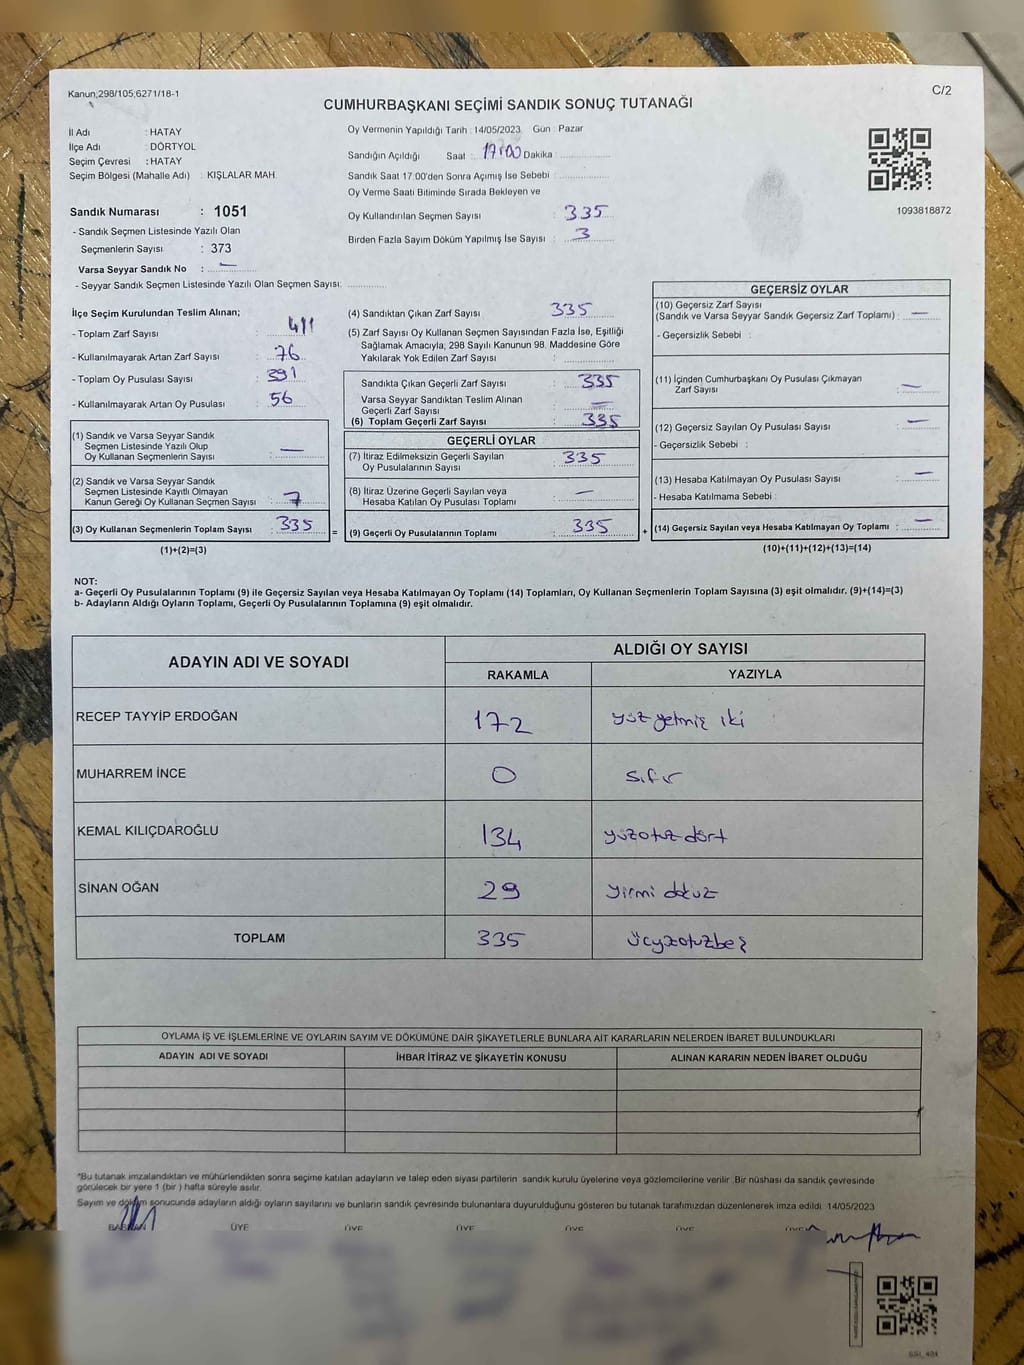 Kanun;298/105;6271/18-1
C/2
CUMHURBAŞKANI SEÇİMİ SANDIK SONUÇ TUTANAĞI
İl Adı : HATAY
İlçe Adı : DÖRTYOL
Seçim Çevresi : HATAY
Seçim Bölgesi (Mahalle Adı) : KIŞLALAR MAH.
Sandık Numarası : 1051
- Sandık Seçmen Listesinde Yazılı Olan
Seçmenlerin Sayısı : 373
Varsa Seyyar Sandık No : —
- Seyyar Sandık Seçmen Listesinde Yazılı Olan Seçmen Sayısı:
Oy Vermenin Yapıldığı Tarih : 14/05/2023 Gün : Pazar
Sandığın Açıldığı Saat : 17:00 Dakika :
Sandık Saat 17.00'den Sonra Açımış İse Sebebi :
Oy Verme Saati Bitiminde Sırada Bekleyen ve
Oy Kullandırılan Seçmen Sayısı : 335
Birden Fazla Sayım Döküm Yapılmış İse Sayısı : 3
1093818872
İlçe Seçim Kurulundan Teslim Alınan;
- Toplam Zarf Sayısı : 411
- Kullanılmayarak Artan Zarf Sayısı : 76
- Toplam Oy Pusulası Sayısı : 391
- Kullanılmayarak Artan Oy Pusulası : 56
(1) Sandık ve Varsa Seyyar Sandık
Seçmen Listesinde Yazılı Olup
Oy Kullanan Seçmenlerin Sayısı : —
(2) Sandık ve Varsa Seyyar Sandık
Seçmen Listesinde Kayıtlı Olmayan
Kanun Gereği Oy Kullanan Seçmen Sayısı : 7
(3) Oy Kullanan Seçmenlerin Toplam Sayısı : 335
(1)+(2)=(3)
(4) Sandıktan Çıkan Zarf Sayısı : 335
(5) Zarf Sayısı Oy Kullanan Seçmen Sayısından Fazla İse, Eşitliği
Sağlamak Amacıyla; 298 Sayılı Kanunun 98. Maddesine Göre
Yakılarak Yok Edilen Zarf Sayısı :
Sandıkta Çıkan Geçerli Zarf Sayısı : 335
Varsa Seyyar Sandıktan Teslim Alınan
Geçerli Zarf Sayısı : —
(6) Toplam Geçerli Zarf Sayısı : 335
GEÇERLİ OYLAR
(7) İtiraz Edilmeksizin Geçerli Sayılan
Oy Pusulalarının Sayısı : 335
(8) İtiraz Üzerine Geçerli Sayılan veya
Hesaba Katılan Oy Pusulası Toplamı : —
= (9) Geçerli Oy Pusulalarının Toplamı : 335 +
GEÇERSİZ OYLAR
(10) Geçersiz Zarf Sayısı
(Sandık ve Varsa Seyyar Sandık Geçersiz Zarf Toplamı) : —
- Geçersizlik Sebebi :
(11) İçinden Cumhurbaşkanı Oy Pusulası Çıkmayan
Zarf Sayısı : —
(12) Geçersiz Sayılan Oy Pusulası Sayısı : —
- Geçersizlik Sebebi :
(13) Hesaba Katılmayan Oy Pusulası Sayısı : —
- Hesaba Katılmama Sebebi :
(14) Geçersiz Sayılan veya Hesaba Katılmayan Oy Toplamı : —
(10)+(11)+(12)+(13)=(14)
NOT:
a- Geçerli Oy Pusulalarının Toplamı (9) ile Geçersiz Sayılan veya Hesaba Katılmayan Oy Toplamı (14) Toplamları, Oy Kullanan Seçmenlerin Toplam Sayısına (3) eşit olmalıdır. (9)+(14)=(3)
b- Adayların Aldığı Oyların Toplamı, Geçerli Oy Pusulalarının Toplamına (9) eşit olmalıdır.
ADAYIN ADI VE SOYADI
ALDIĞI OY SAYISI
RAKAMLA YAZIYLA
RECEP TAYYİP ERDOĞAN 172 yüz yetmiş iki
MUHARREM İNCE 0 sıfır
KEMAL KILIÇDAROĞLU 134 yüzotuz dört
SİNAN OĞAN 29 yirmi dokuz
TOPLAM 335 üçyüzotuzbeş
OYLAMA İŞ VE İŞLEMLERİNE VE OYLARIN SAYIM VE DÖKÜMÜNE DAİR ŞİKAYETLERLE BUNLARA AİT KARARLARIN NELERDEN İBARET BULUNDUKLARI
ADAYIN ADI VE SOYADI İHBAR İTİRAZ VE ŞİKAYETİN KONUSU ALINAN KARARIN NEDEN İBARET OLDUĞU
*Bu tutanak imzalandıktan ve mühürlendikten sonra seçime katılan adayların ve talep eden siyasi partilerin sandık kurulu üyelerine veya gözlemcilerine verilir. Bir nüshası da sandık çevresinde
görülecek bir yere 1 (bir) hafta süreyle asılır.
Sayım ve döküm sonucunda adayların aldığı oyların sayılarını ve bunların sandık çevresinde bulunanlara duyurulduğunu gösteren bu tutanak tarafımızdan düzenlenerek imza edildi. 14/05/2023
BAŞKAN ÜYE ÜYE ÜYE ÜYE ÜYE ÜYE